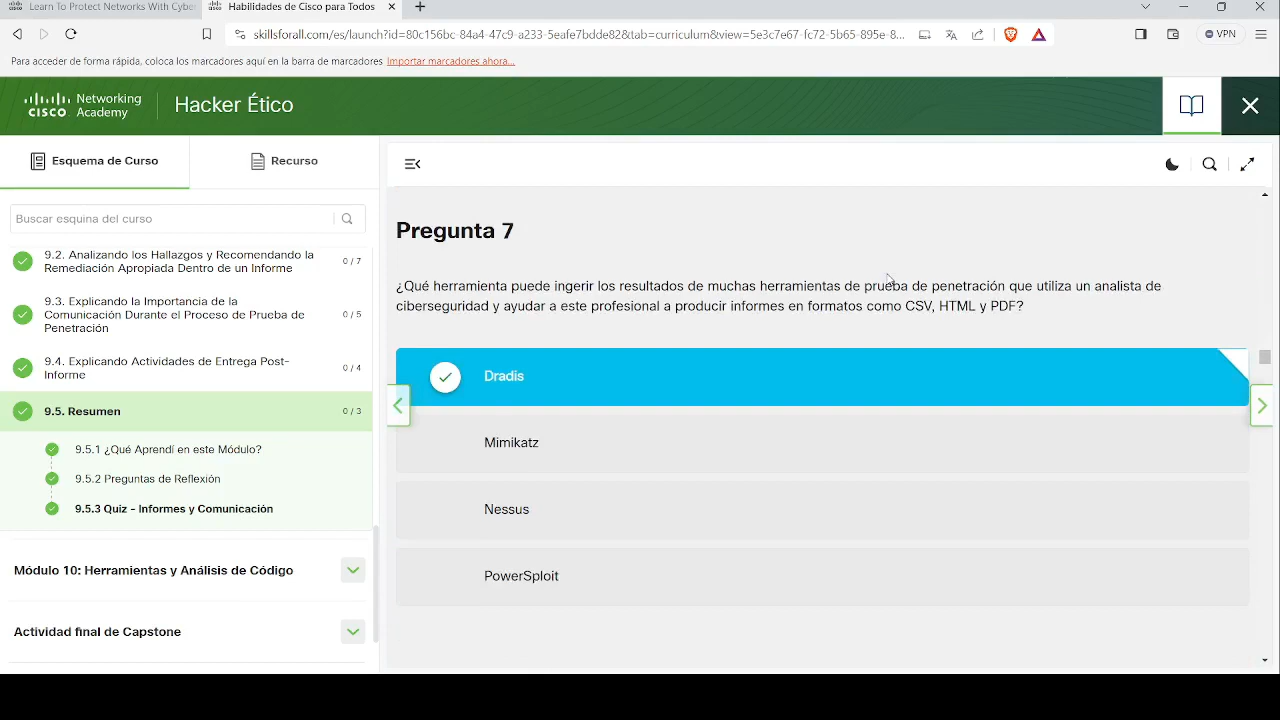 Learn To Protect Networks With Cyber
Habilidades de Cisco para Todos
skillsforall.com/es/launch?id=80c156bc-84a4-47c9-a233-5eafe7bdde82&tab=curriculum&view=5e3c7e67-fc72-5b65-895e-8...
VPN
Para acceder de forma rápida, coloca los marcadores aquí en la barra de marcadores Importar marcadores ahora...
CISCO Networking Academy
Hacker Ético
Esquema de Curso
Recurso
Buscar esquina del curso
9.2. Analizando los Hallazgos y Recomendando la
Remediación Apropiada Dentro de un Informe
0 / 7
9.3. Explicando la Importancia de la
Comunicación Durante el Proceso de Prueba de
Penetración
0 / 5
9.4. Explicando Actividades de Entrega Post-
Informe
0 / 4
9.5. Resumen
0 / 3
9.5.1 ¿Qué Aprendí en este Módulo?
9.5.2 Preguntas de Reflexión
9.5.3 Quiz - Informes y Comunicación
Módulo 10: Herramientas y Análisis de Código
Actividad final de Capstone
Pregunta 7
¿Qué herramienta puede ingerir los resultados de muchas herramientas de prueba de penetración que utiliza un analista de
ciberseguridad y ayudar a este profesional a producir informes en formatos como CSV, HTML y PDF?
Dradis
Mimikatz
Nessus
PowerSploit